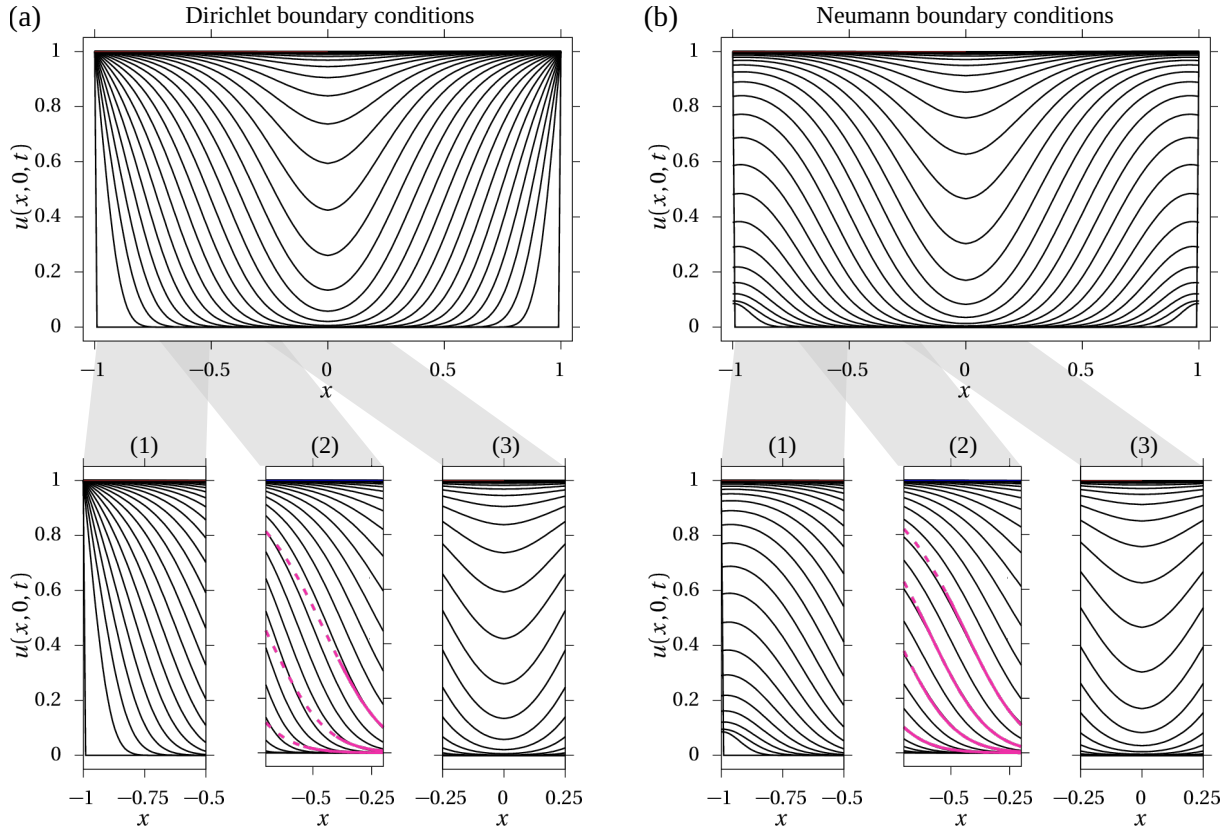 (a) Dirichlet boundary conditions
1
0.8
0.6
0.4
0.2
0
u(x, 0, t)
−1 −0.5 0 0.5 1
x
(1) (2) (3)
1
0.8
0.6
0.4
0.2
0
u(x, 0, t)
−1 −0.75 −0.5
x
−0.5 −0.25
x
−0.25 0 0.25
x
(b) Neumann boundary conditions
1
0.8
0.6
0.4
0.2
0
u(x, 0, t)
−1 −0.5 0 0.5 1
x
(1) (2) (3)
1
0.8
0.6
0.4
0.2
0
u(x, 0, t)
−1 −0.75 −0.5
x
−0.5 −0.25
x
−0.25 0 0.25
x